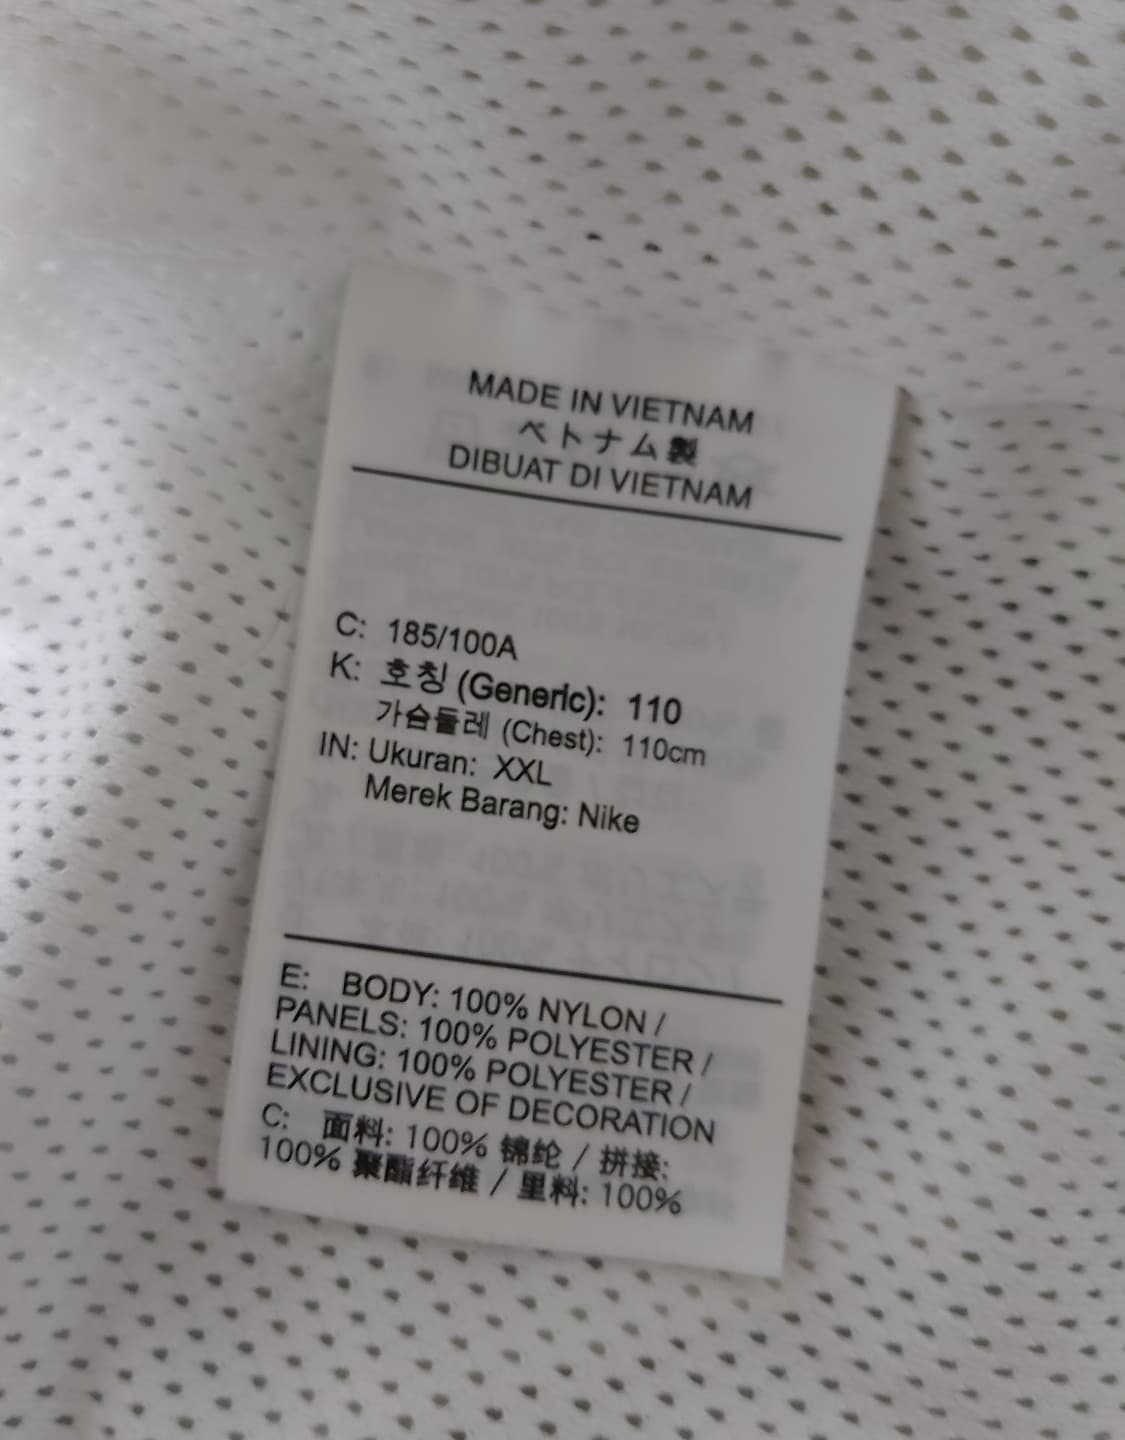 MADE IN VIETNAM
ベトナム製
DIBUAT DI VIETNAM
C: 185/100A
K: 호칭 (Generic): 110
가슴둘레 (Chest): 110cm
IN: Ukuran: XXL
Merek Barang: Nike
E: BODY: 100% NYLON /
PANELS: 100% POLYESTER /
LINING: 100% POLYESTER /
EXCLUSIVE OF DECORATION
C: 面料: 100% 锦纶 / 拼接:
100% 聚酯纤维 / 里料: 100%